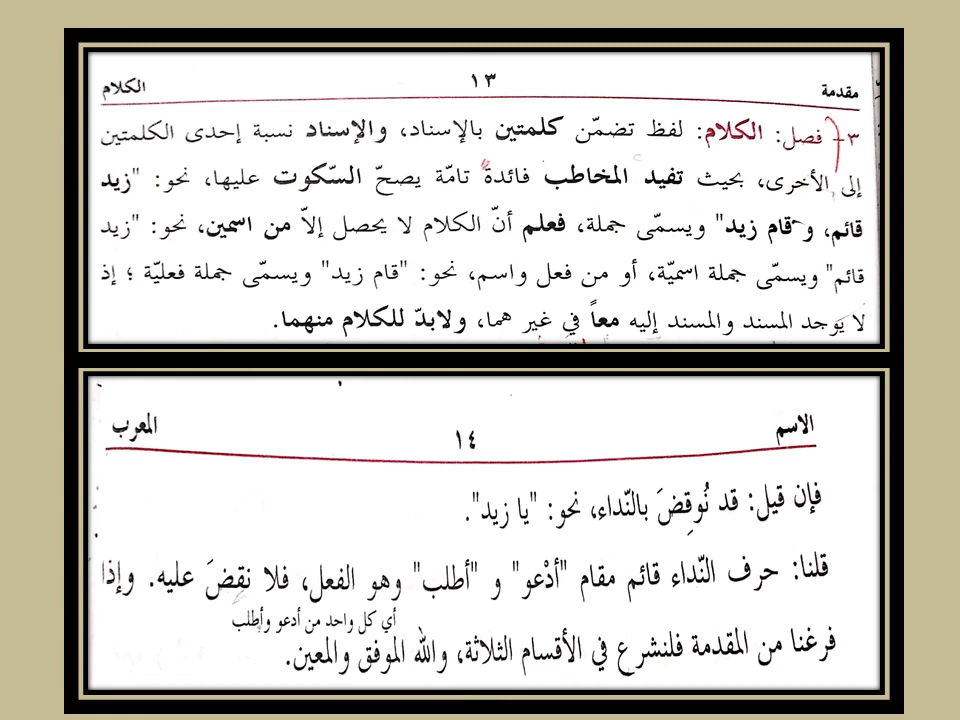 مقدمة ١٣ الكلام
٣- فصل: الكلام: لفظ تضمّن كلمتين بالإسناد، والإسناد نسبة إحدى الكلمتين
إلى الأخرى، بحيث تفيد المخاطب فائدةً تامّة يصحّ السّكوت عليها، نحو: "زيد
قائم، و قام زيد" ويسمّى جملة، فعلم أنّ الكلام لا يحصل إلاّ من اسمين، نحو: "زيد
قائم" ويسمّى جملة اسميّة، أو من فعل واسم، نحو: "قام زيد" ويسمّى جملة فعليّة ؛ إذ
لا يوجد المسند والمسند إليه معاً في غير هما، ولابدّ للكلام منهما.
الاسم ١٤ المعرب
فإن قيل: قد نُوقِضَ بالنّداء، نحو: "يا زيد".
قلنا: حرف النّداء قائم مقام "أدْعو" و "أطلب" وهو الفعل، فلا نقِضَ عليه. وإذا
أي كل واحد من أدعو وأطلب
فرغنا من المقدمة فلنشرع في الأقسام الثلاثة، والله الموفق والمعين.